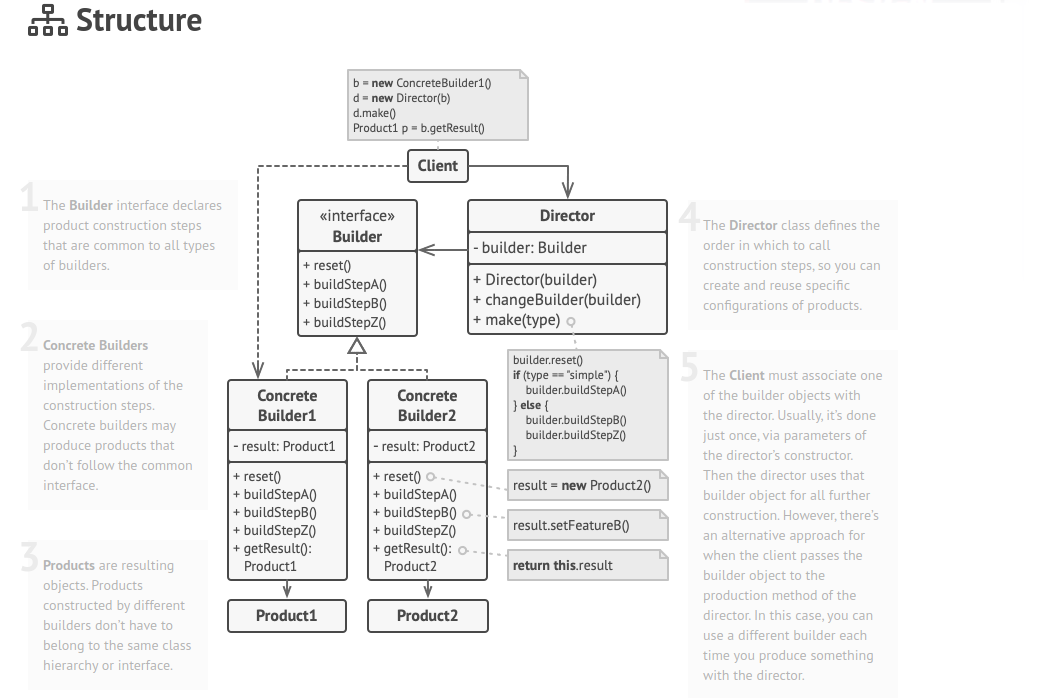 Structure
b = new ConcreteBuilder1()
d = new Director(b)
d.make()
Product1 p = b.getResult()
Client
1
The Builder interface declares
product construction steps
that are common to all types
of builders.
«interface»
Builder
+ reset()
+ buildStepA()
+ buildStepB()
+ buildStepZ()
Director
- builder: Builder
+ Director(builder)
+ changeBuilder(builder)
+ make(type)
4
The Director class defines the
order in which to call
construction steps, so you can
create and reuse specific
configurations of products.
2
Concrete Builders
provide different
implementations of the
construction steps.
Concrete builders may
produce products that
don't follow the common
interface.
Concrete
Builder1
- result: Product1
+ reset()
+ buildStepA()
+ buildStepB()
+ buildStepZ()
+ getResult():
Product1
Concrete
Builder2
- result: Product2
+ reset()
+ buildStepA()
+ buildStepB()
+ buildStepZ()
+ getResult():
Product2
builder.reset()
if (type == "simple") {
builder.buildStepA()
} else {
builder.buildStepB()
builder.buildStepZ()
}
result = new Product2()
result.setFeatureB()
return this.result
5
The Client must associate one
of the builder objects with
the director. Usually, it's done
just once, via parameters of
the director's constructor.
Then the director uses that
builder object for all further
construction. However, there's
an alternative approach for
when the client passes the
builder object to the
production method of the
director. In this case, you can
use a different builder each
time you produce something
with the director.
3
Products are resulting
objects. Products
constructed by different
builders don't have to
belong to the same class
hierarchy or interface.
Product1
Product2